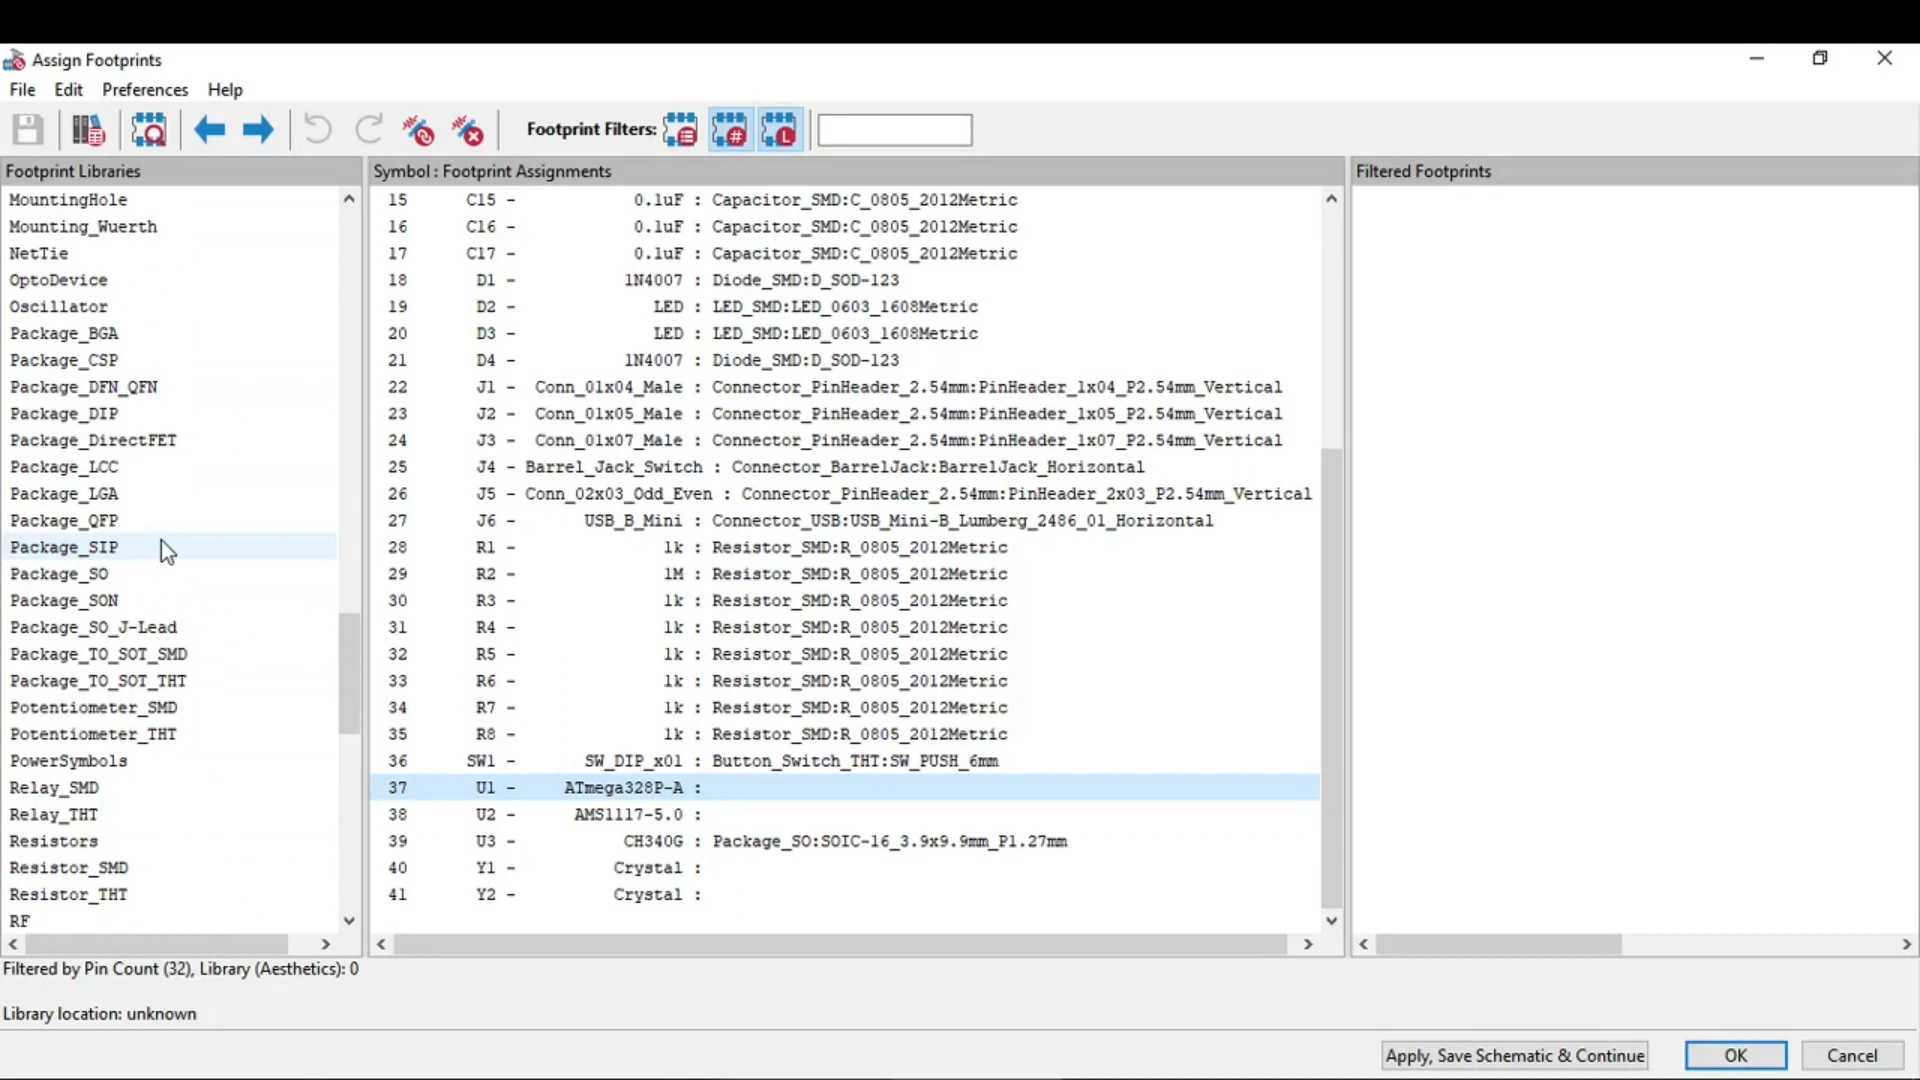 Assign Footprints
File Edit Preferences Help
Footprint Filters:
Footprint Libraries
MountingHole
Mounting_Wuerth
NetTie
OptoDevice
Oscillator
Package_BGA
Package_CSP
Package_DFN_QFN
Package_DIP
Package_DirectFET
Package_LCC
Package_LGA
Package_QFP
Package_SIP
Package_SO
Package_SON
Package_SO_J-Lead
Package_TO_SOT_SMD
Package_TO_SOT_THT
Potentiometer_SMD
Potentiometer_THT
PowerSymbols
Relay_SMD
Relay_THT
Resistors
Resistor_SMD
Resistor_THT
RF
Symbol : Footprint Assignments
15 C15 - 0.1uF : Capacitor_SMD:C_0805_2012Metric
16 C16 - 0.1uF : Capacitor_SMD:C_0805_2012Metric
17 C17 - 0.1uF : Capacitor_SMD:C_0805_2012Metric
18 D1 - 1N4007 : Diode_SMD:D_SOD-123
19 D2 - LED : LED_SMD:LED_0603_1608Metric
20 D3 - LED : LED_SMD:LED_0603_1608Metric
21 D4 - 1N4007 : Diode_SMD:D_SOD-123
22 J1 - Conn_01x04_Male : Connector_PinHeader_2.54mm:PinHeader_1x04_P2.54mm_Vertical
23 J2 - Conn_01x05_Male : Connector_PinHeader_2.54mm:PinHeader_1x05_P2.54mm_Vertical
24 J3 - Conn_01x07_Male : Connector_PinHeader_2.54mm:PinHeader_1x07_P2.54mm_Vertical
25 J4 - Barrel_Jack_Switch : Connector_BarrelJack:BarrelJack_Horizontal
26 J5 - Conn_02x03_Odd_Even : Connector_PinHeader_2.54mm:PinHeader_2x03_P2.54mm_Vertical
27 J6 - USB_B_Mini : Connector_USB:USB_Mini-B_Lumberg_2486_01_Horizontal
28 R1 - 1k : Resistor_SMD:R_0805_2012Metric
29 R2 - 1M : Resistor_SMD:R_0805_2012Metric
30 R3 - 1k : Resistor_SMD:R_0805_2012Metric
31 R4 - 1k : Resistor_SMD:R_0805_2012Metric
32 R5 - 1k : Resistor_SMD:R_0805_2012Metric
33 R6 - 1k : Resistor_SMD:R_0805_2012Metric
34 R7 - 1k : Resistor_SMD:R_0805_2012Metric
35 R8 - 1k : Resistor_SMD:R_0805_2012Metric
36 SW1 - SW_DIP_x01 : Button_Switch_THT:SW_PUSH_6mm
37 U1 - ATmega328P-A :
38 U2 - AMS1117-5.0 :
39 U3 - CH340G : Package_SO:SOIC-16_3.9x9.9mm_P1.27mm
40 Y1 - Crystal :
41 Y2 - Crystal :
Filtered Footprints
Filtered by Pin Count (32), Library (Aesthetics): 0
Library location: unknown
Apply, Save Schematic & Continue
OK
Cancel